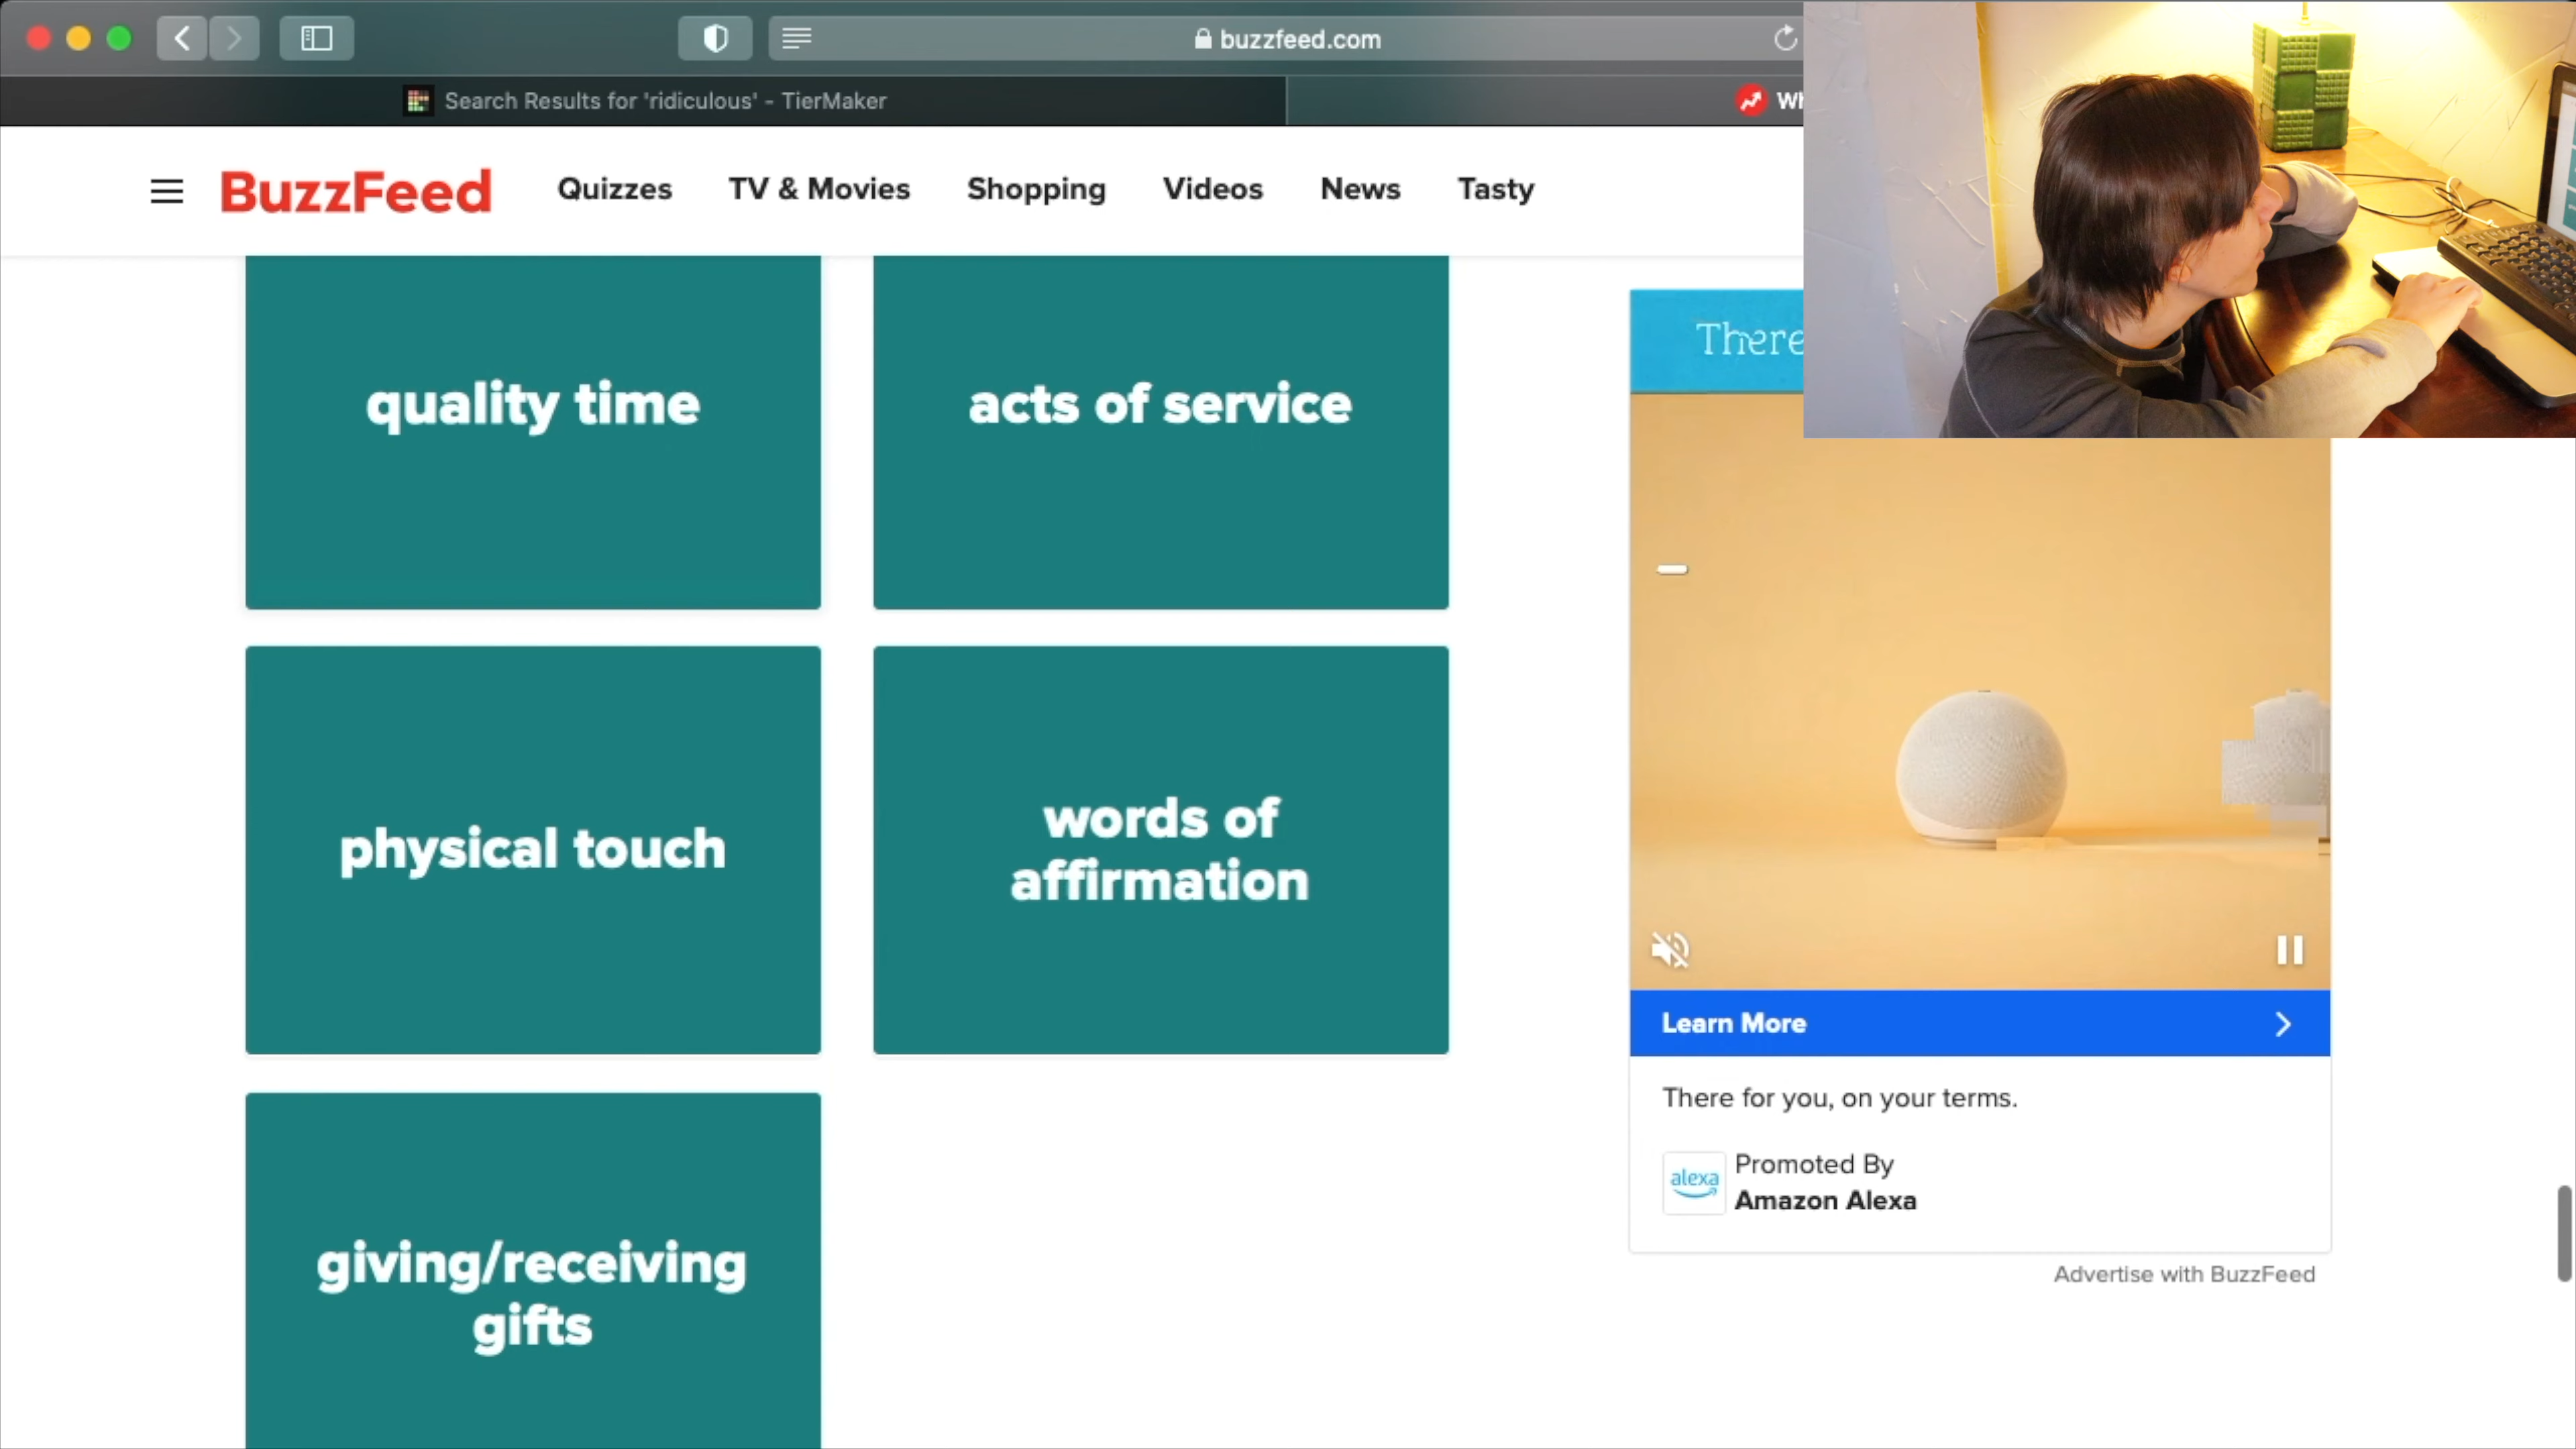 buzzfeed.com
Search Results for 'ridiculous' - TierMaker
BuzzFeed
Quizzes
TV & Movies
Shopping
Videos
News
Tasty
quality time
acts of service
physical touch
words of
affirmation
giving/receiving
gifts
There
Learn More
There for you, on your terms.
alexa
Promoted By
Amazon Alexa
Advertise with BuzzFeed